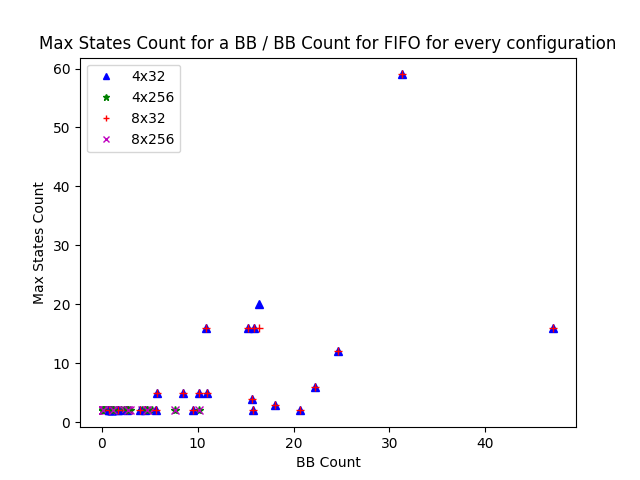 Max States Count for a BB / BB Count for FIFO for every configuration
4x32
4x256
8x32
8x256
60
50
40
30
20
10
0
Max States Count
0 10 20 30 40
BB Count